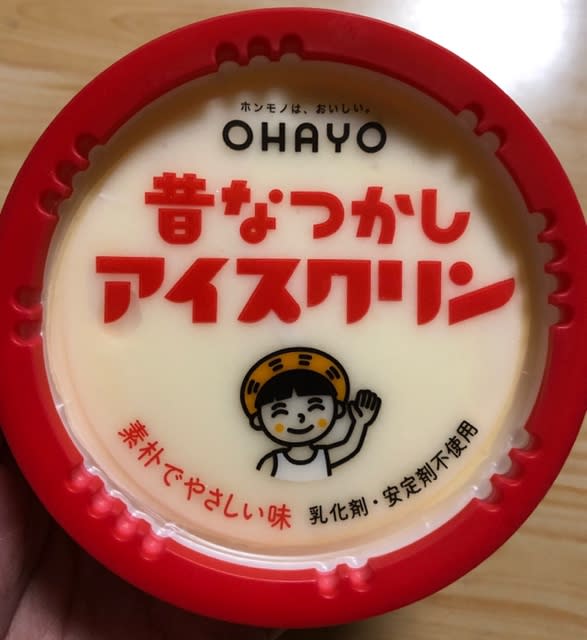 ホンモノは、おいしい。
OHAYO
昔なつかし
アイスクリン
素朴でやさしい味
乳化剤・安定剤不使用